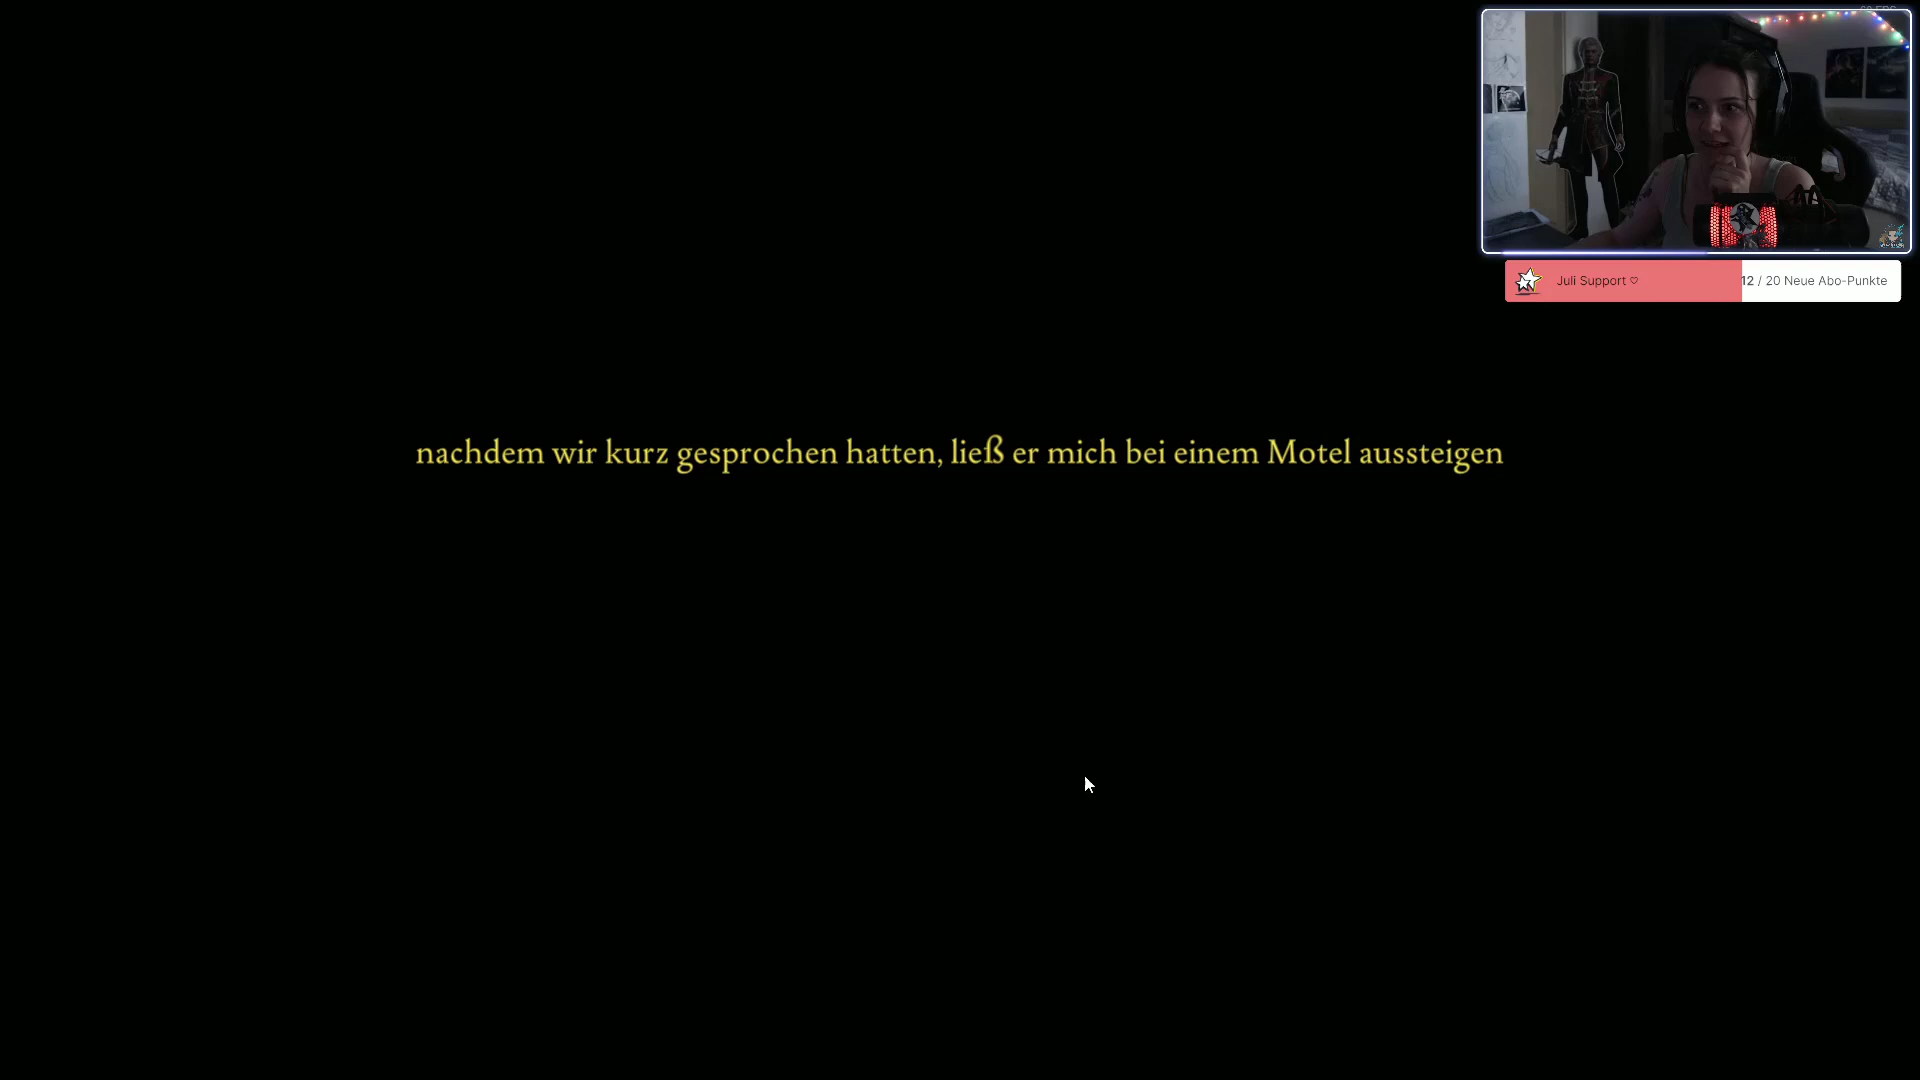 nachdem wir kurz gesprochen hatten, ließ er mich bei einem Motel aussteigen
Juli Support ♡
12 / 20 Neue Abo-Punkte